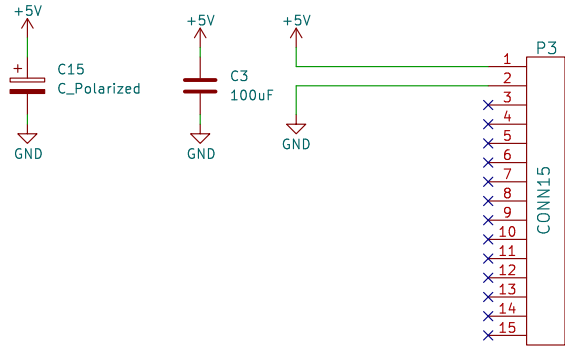 +5V
+
C15
C_Polarized
GND
+5V
C3
100uF
GND
+5V
GND
P3
CONN15
1
2
3
4
5
6
7
8
9
10
11
12
13
14
15